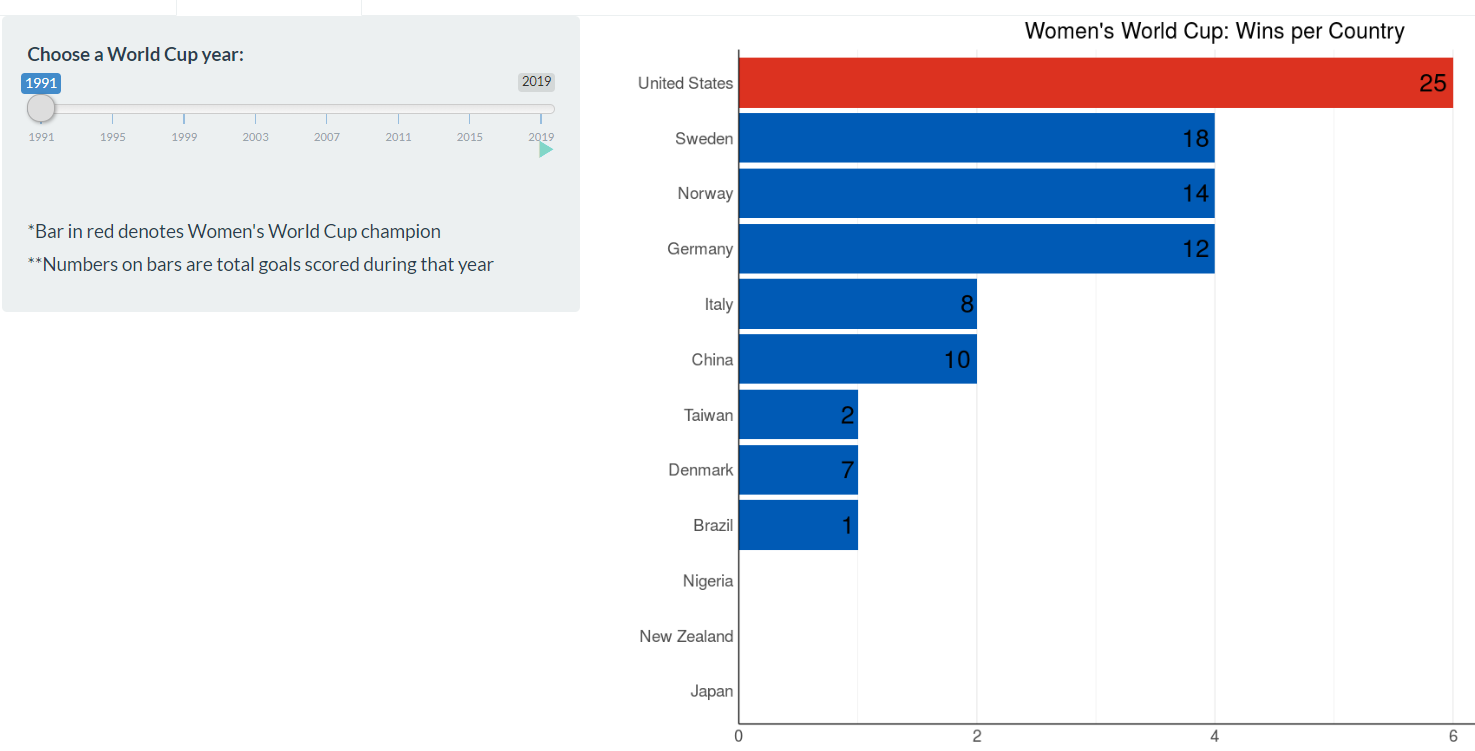 Choose a World Cup year:
1991
2019
1991 1995 1999 2003 2007 2011 2015 2019
*Bar in red denotes Women's World Cup champion
**Numbers on bars are total goals scored during that year
Women's World Cup: Wins per Country
United States 25
Sweden 18
Norway 14
Germany 12
Italy 8
China 10
Taiwan 2
Denmark 7
Brazil 1
Nigeria
New Zealand
Japan
0 2 4 6